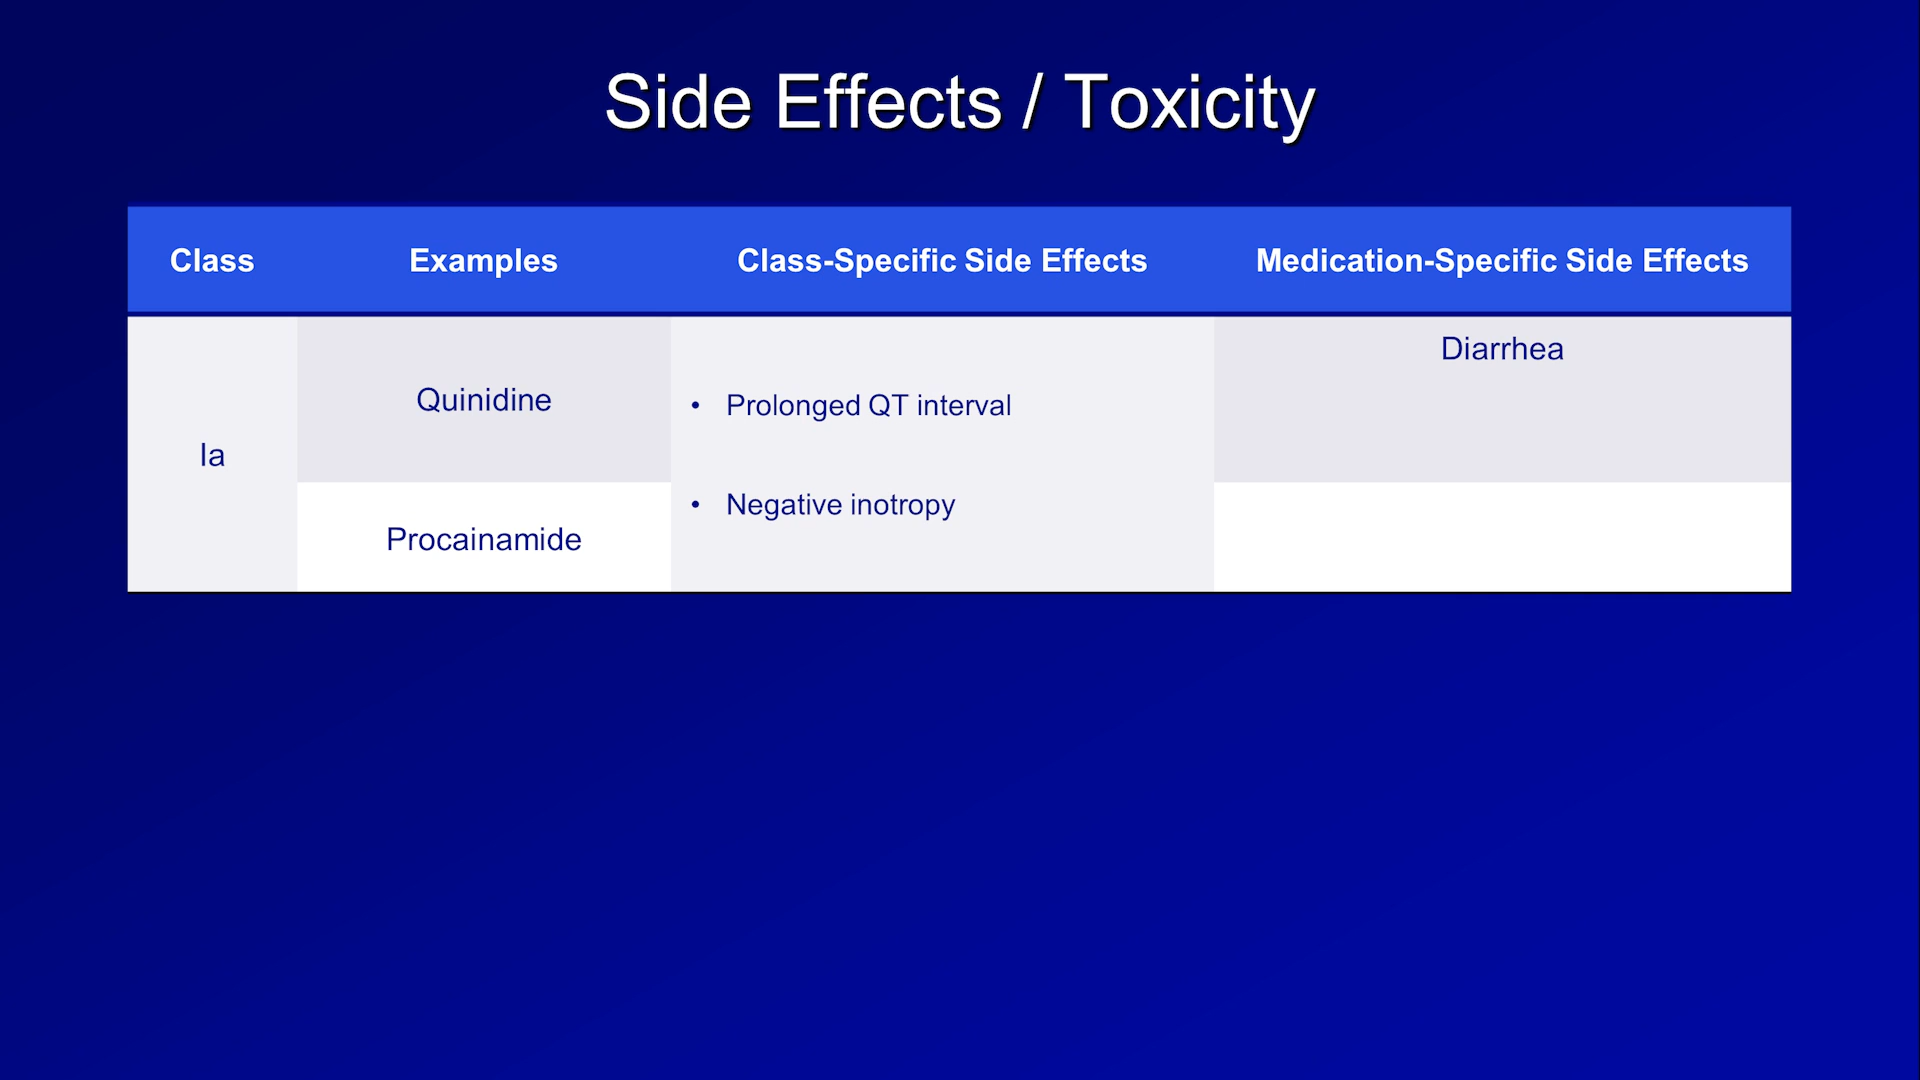 Side Effects / Toxicity
Class Examples Class-Specific Side Effects Medication-Specific Side Effects
Ia
Quinidine
Procainamide
• Prolonged QT interval
• Negative inotropy
Diarrhea